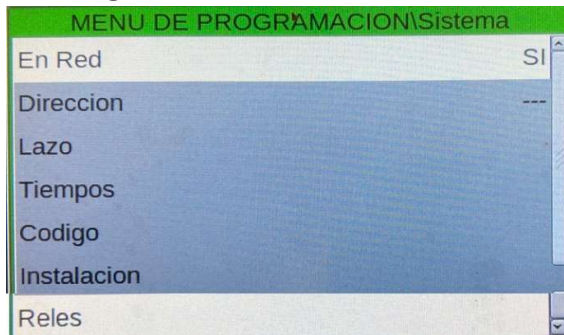 MENU DE PROGRAMACION\Sistema
En Red SI
Direccion ---
Lazo
Tiempos
Codigo
Instalacion
Reles